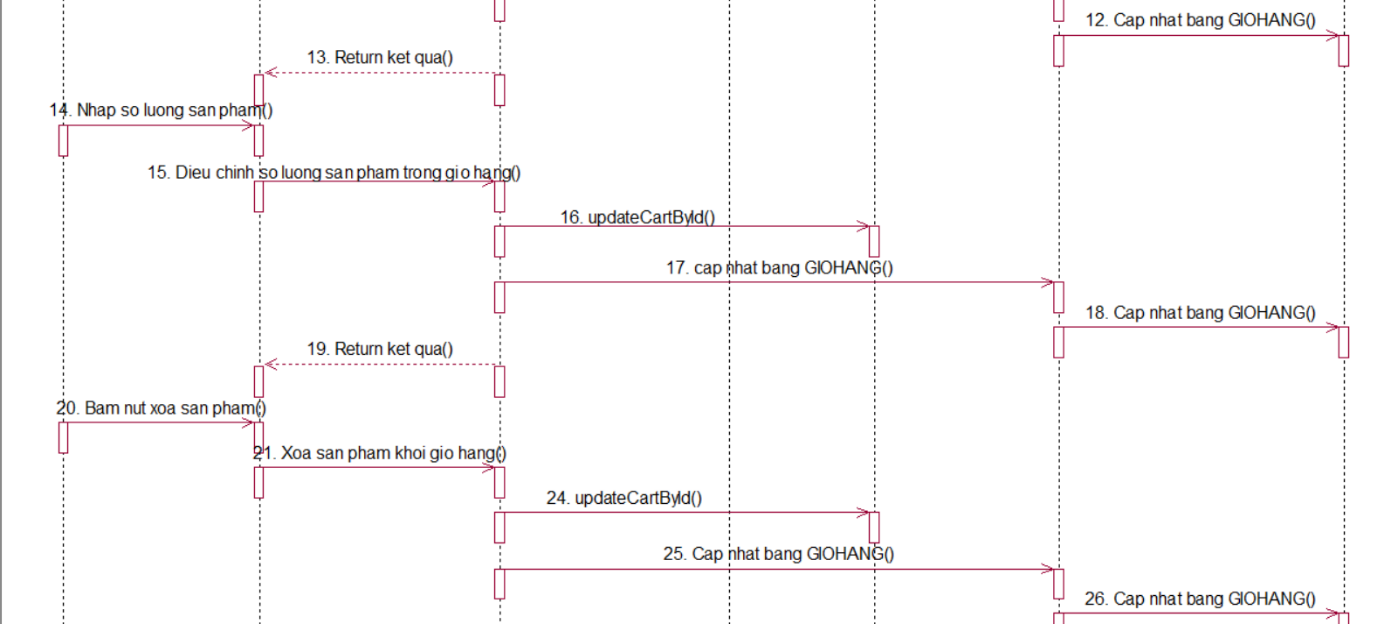 12. Cap nhat bang GIOHANG()
13. Return ket qua()
14. Nhap so luong san pham()
15. Dieu chinh so luong san pham trong gio hang()
16. updateCartById()
17. cap nhat bang GIOHANG()
18. Cap nhat bang GIOHANG()
19. Return ket qua()
20. Bam nut xoa san pham()
21. Xoa san pham khoi gio hang()
24. updateCartById()
25. Cap nhat bang GIOHANG()
26. Cap nhat bang GIOHANG()